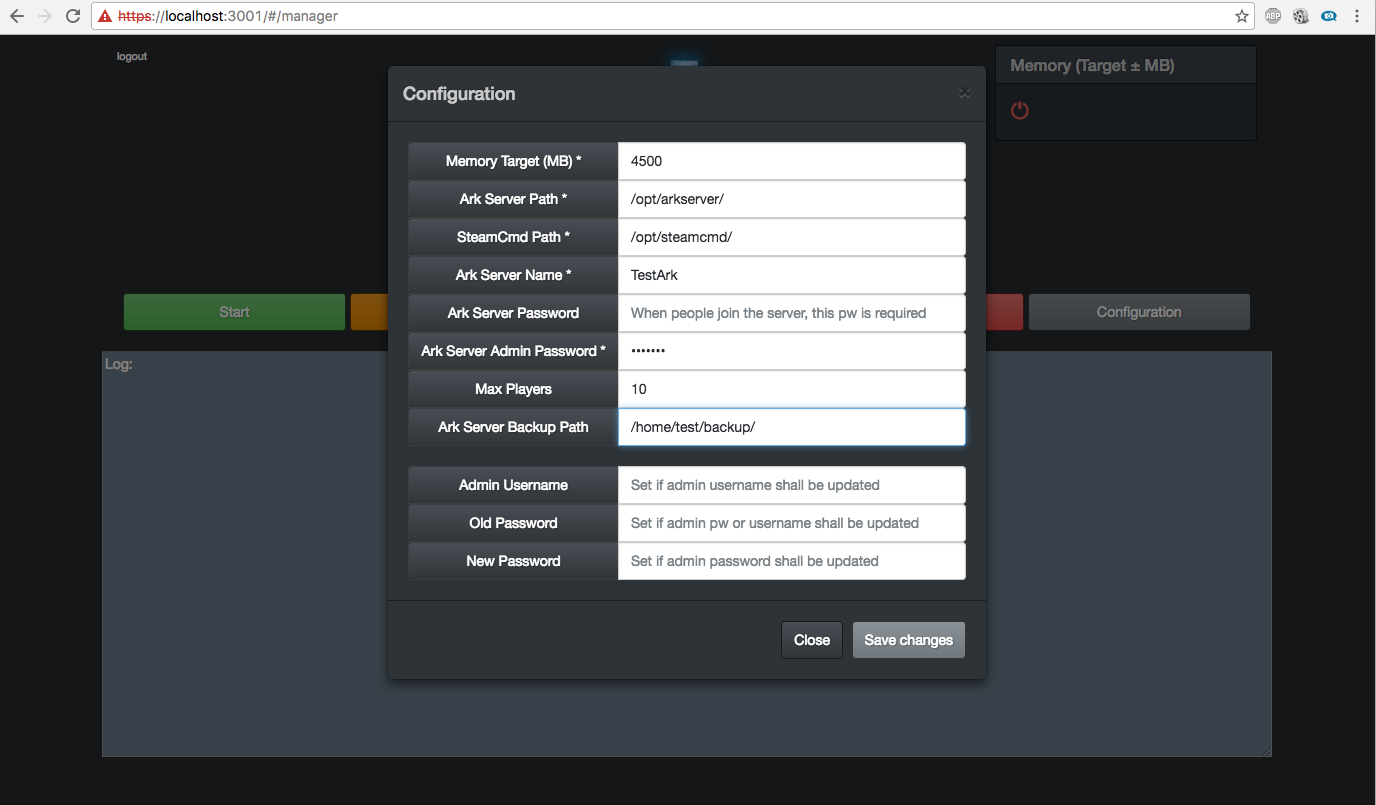 https://localhost:3001/#/manager
ABP
logout
Memory (Target ± MB)
Configuration
×
Memory Target (MB) * 4500
Ark Server Path * /opt/arkserver/
SteamCmd Path * /opt/steamcmd/
Ark Server Name * TestArk
Ark Server Password When people join the server, this pw is required
Ark Server Admin Password * •••••••
Max Players 10
Ark Server Backup Path /home/test/backup/
Admin Username Set if admin username shall be updated
Old Password Set if admin pw or username shall be updated
New Password Set if admin password shall be updated
Close Save changes
Start Configuration
Log: